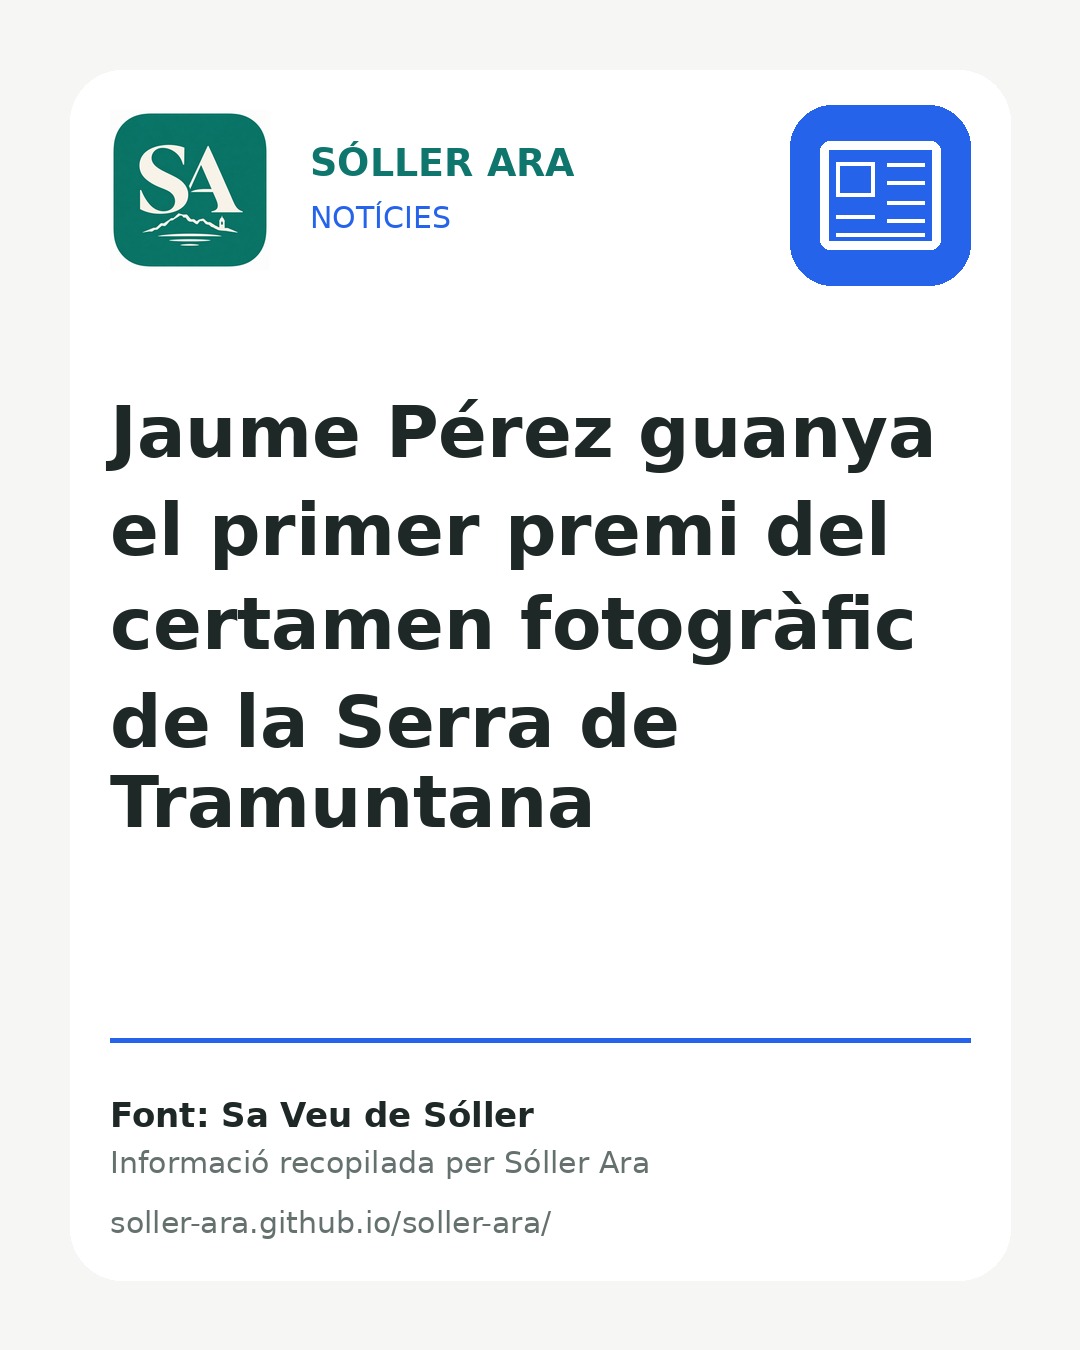 SA
SÓLLER ARA
NOTÍCIES
Jaume Pérez guanya
el primer premi del
certamen fotogràfic
de la Serra de
Tramuntana
Font: Sa Veu de Sóller
Informació recopilada per Sóller Ara
soller-ara.github.io/soller-ara/